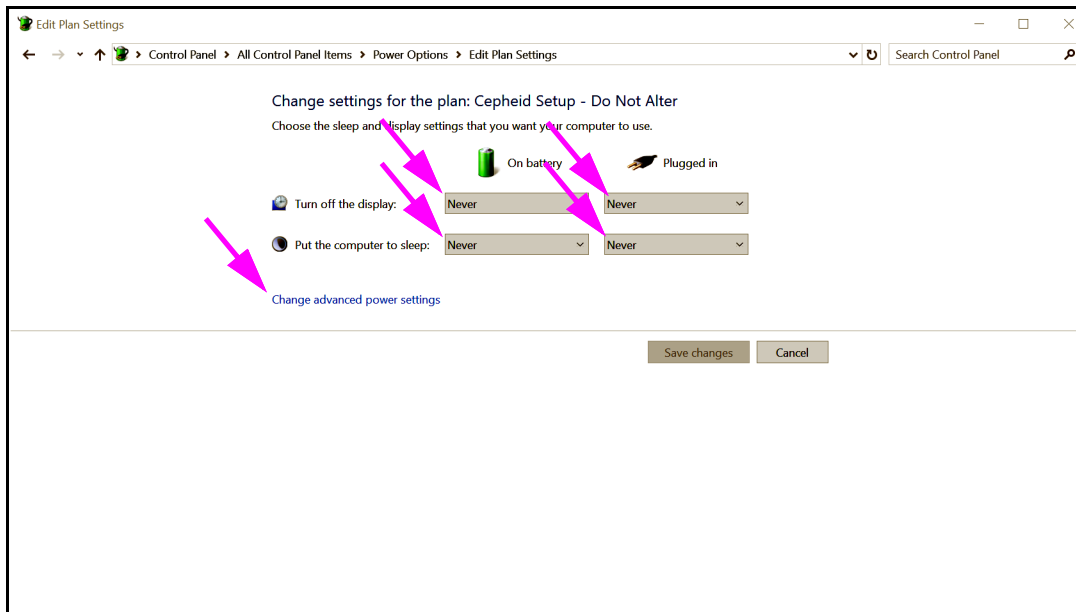 Edit Plan Settings
Control Panel > All Control Panel Items > Power Options > Edit Plan Settings
Search Control Panel
Change settings for the plan: Cepheid Setup - Do Not Alter
Choose the sleep and display settings that you want your computer to use.
On battery
Plugged in
Turn off the display: Never Never
Put the computer to sleep: Never Never
Change advanced power settings
Save changes Cancel